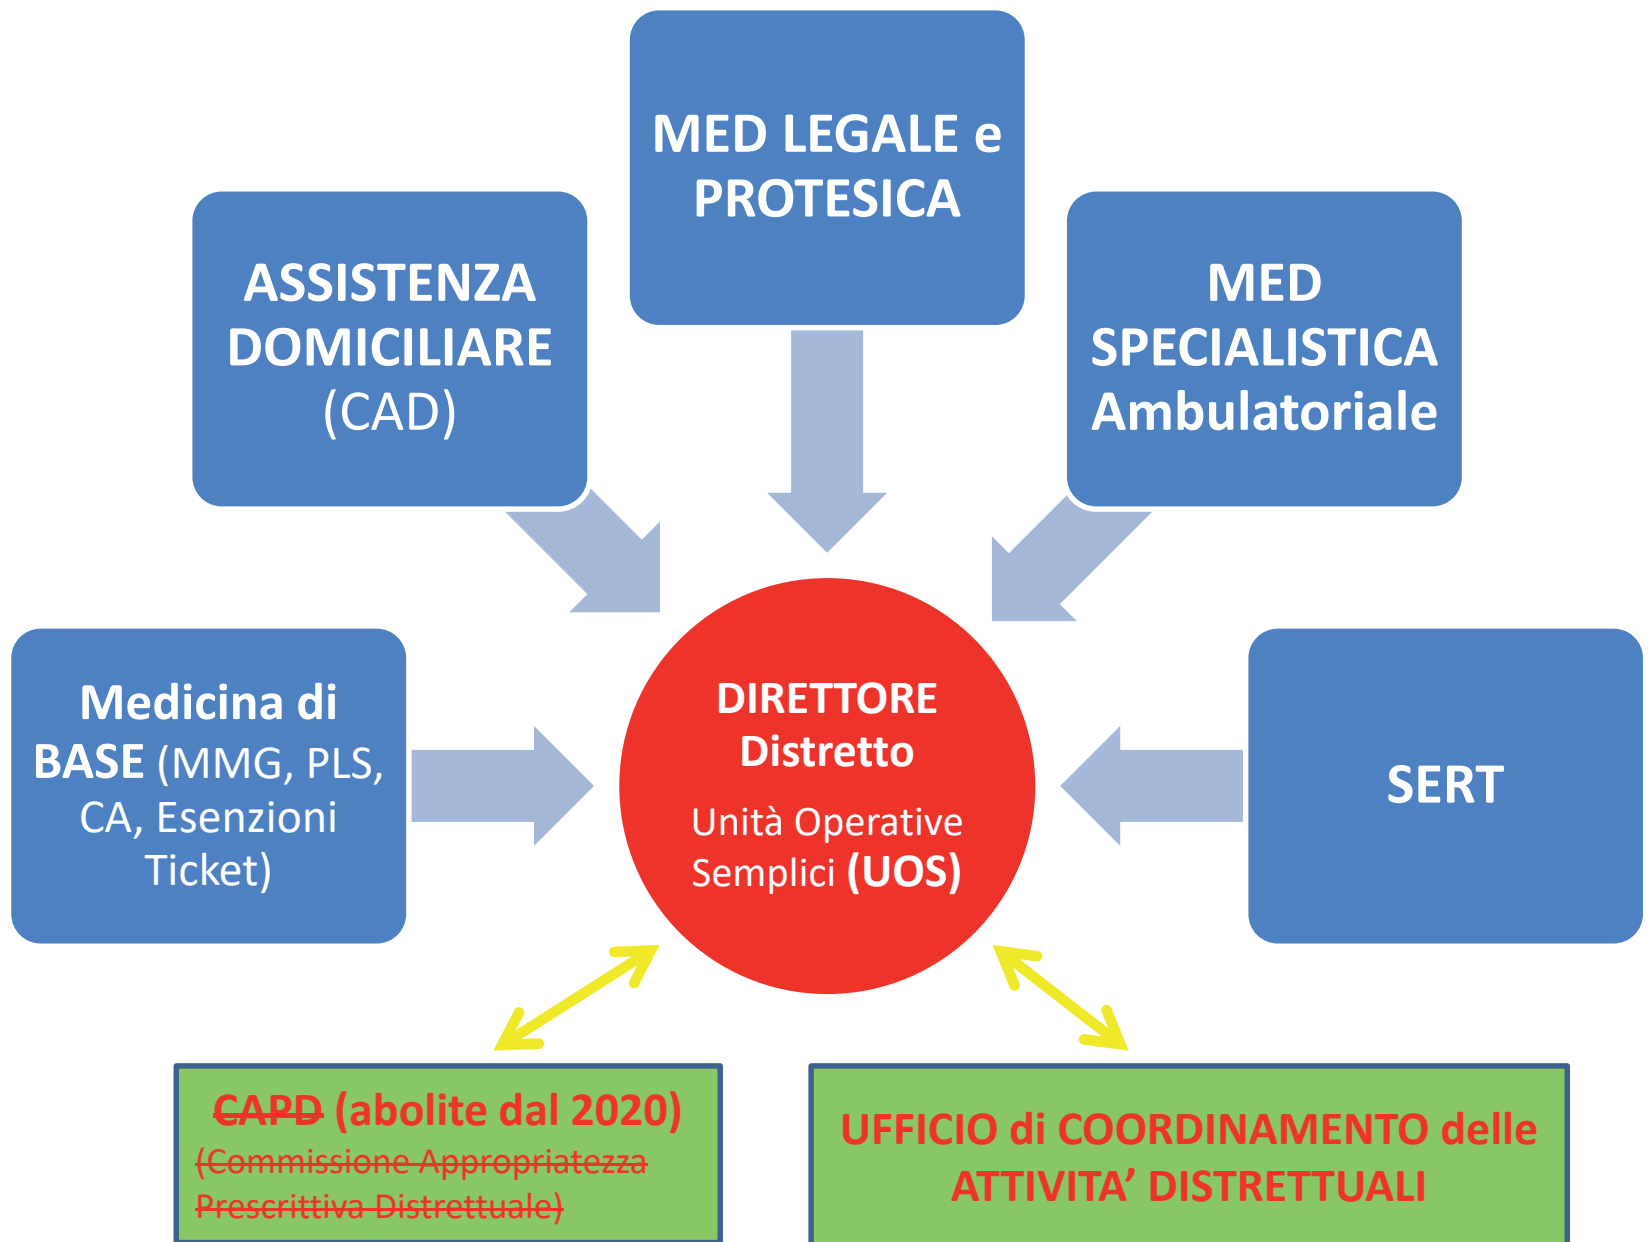 MED LEGALE e
PROTESICA
ASSISTENZA
DOMICILIARE
(CAD)
MED
SPECIALISTICA
Ambulatoriale
Medicina di
BASE (MMG, PLS,
CA, Esenzioni
Ticket)
DIRETTORE
Distretto
Unità Operative
Semplici (UOS)
SERT
CAPD (abolite dal 2020)
(Commissione Appropriatezza
Prescrittiva Distrettuale)
UFFICIO di COORDINAMENTO delle
ATTIVITA’ DISTRETTUALI